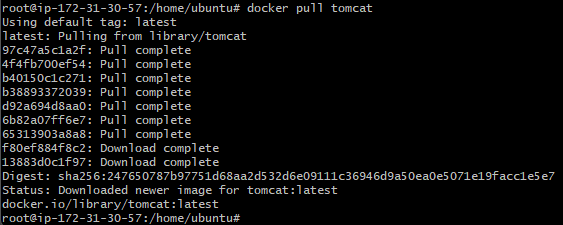 root@ip-172-31-30-57:/home/ubuntu# docker pull tomcat
Using default tag: latest
latest: Pulling from library/tomcat
97c47a5c1a2f: Pull complete
4f4fb700ef54: Pull complete
b40150c1c271: Pull complete
b38893372039: Pull complete
d92a694d8aa0: Pull complete
6b82a07ff6e7: Pull complete
65313903a8a8: Pull complete
f80ef884f8c2: Download complete
13883d0c1f97: Download complete
Digest: sha256:247650787b97751d68aa2d532d6e09111c36946d9a50ea0e5071e19facc1e5e7
Status: Downloaded newer image for tomcat:latest
docker.io/library/tomcat:latest
root@ip-172-31-30-57:/home/ubuntu#